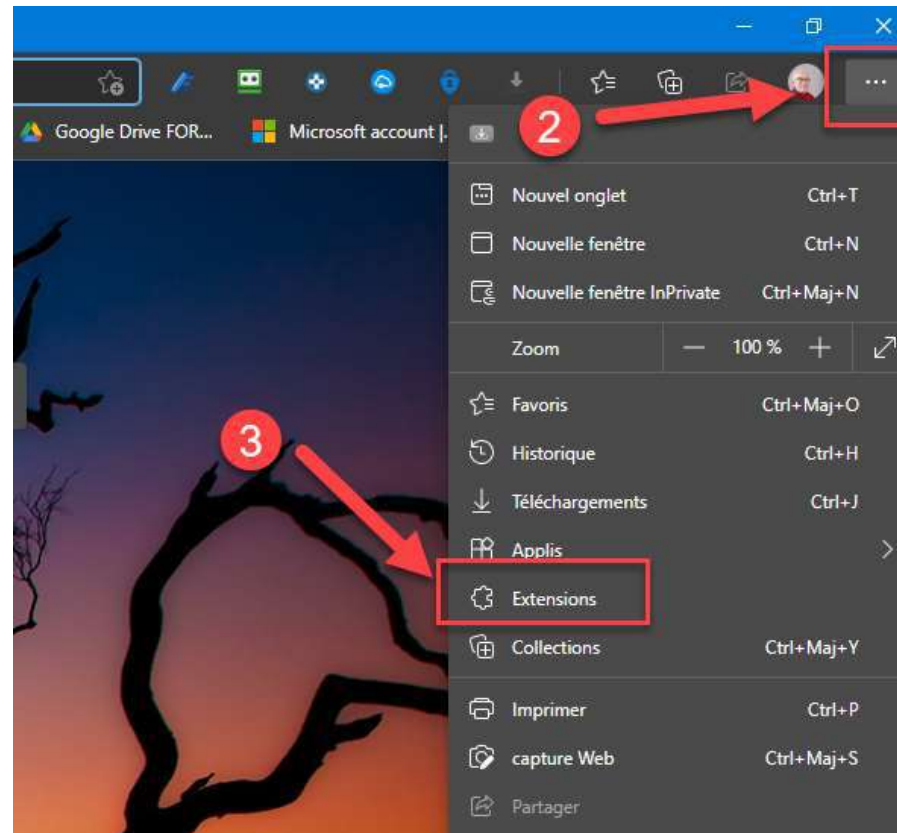 Google Drive FOR... Microsoft account |.
2
Nouvel onglet Ctrl+T
Nouvelle fenêtre Ctrl+N
Nouvelle fenêtre InPrivate Ctrl+Maj+N
Zoom — 100 % +
Favoris Ctrl+Maj+O
3
Historique Ctrl+H
Téléchargements Ctrl+J
Applis
Extensions
Collections Ctrl+Maj+Y
Imprimer Ctrl+P
capture Web Ctrl+Maj+S
Partager